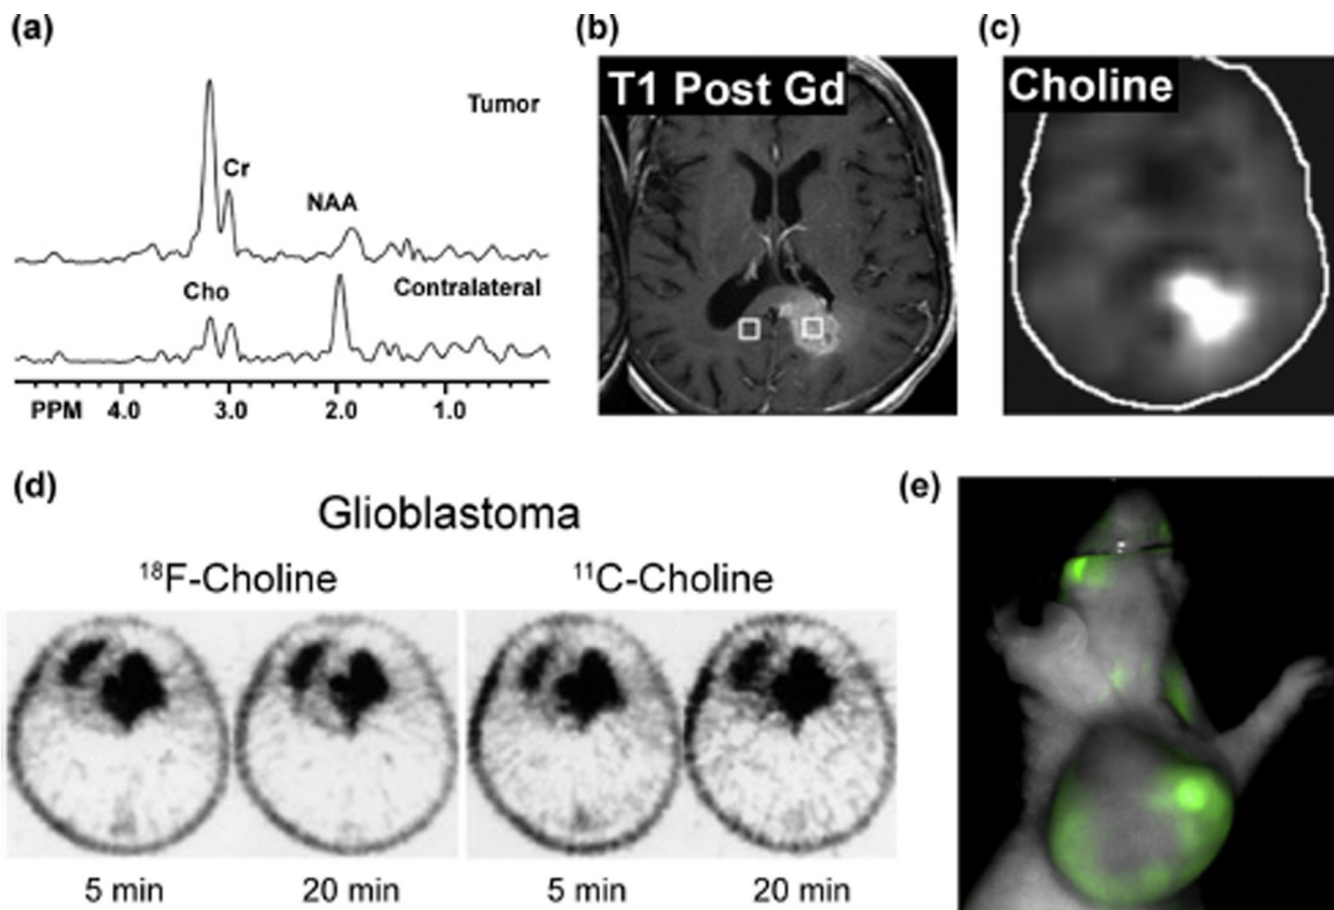 (a)
Tumor
Cr
NAA
Cho
Contralateral
PPM 4.0 3.0 2.0 1.0
(b)
T1 Post Gd
(c)
Choline
(d)
Glioblastoma
¹⁸F-Choline ¹¹C-Choline
5 min 20 min 5 min 20 min
(e)